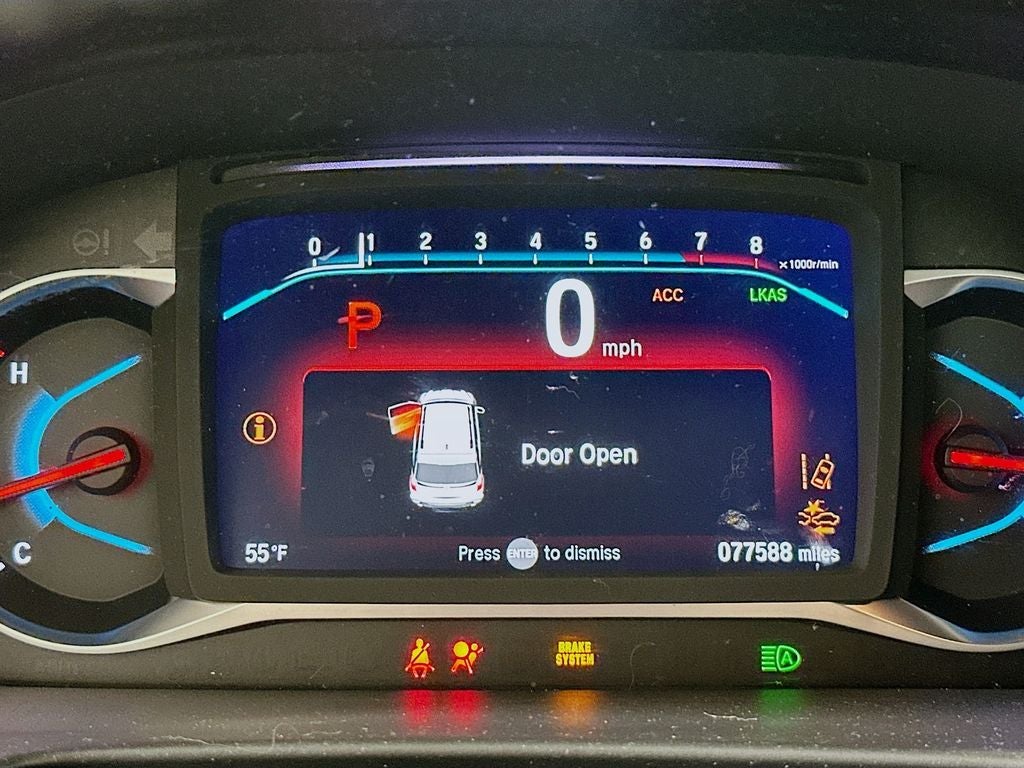 0 1 2 3 4 5 6 7 8
x1000r/min
ACC
LKAS
P
0 mph
H
i
Door Open
C
55°F
Press ENTER to dismiss
077588 miles
BRAKE
SYSTEM
A